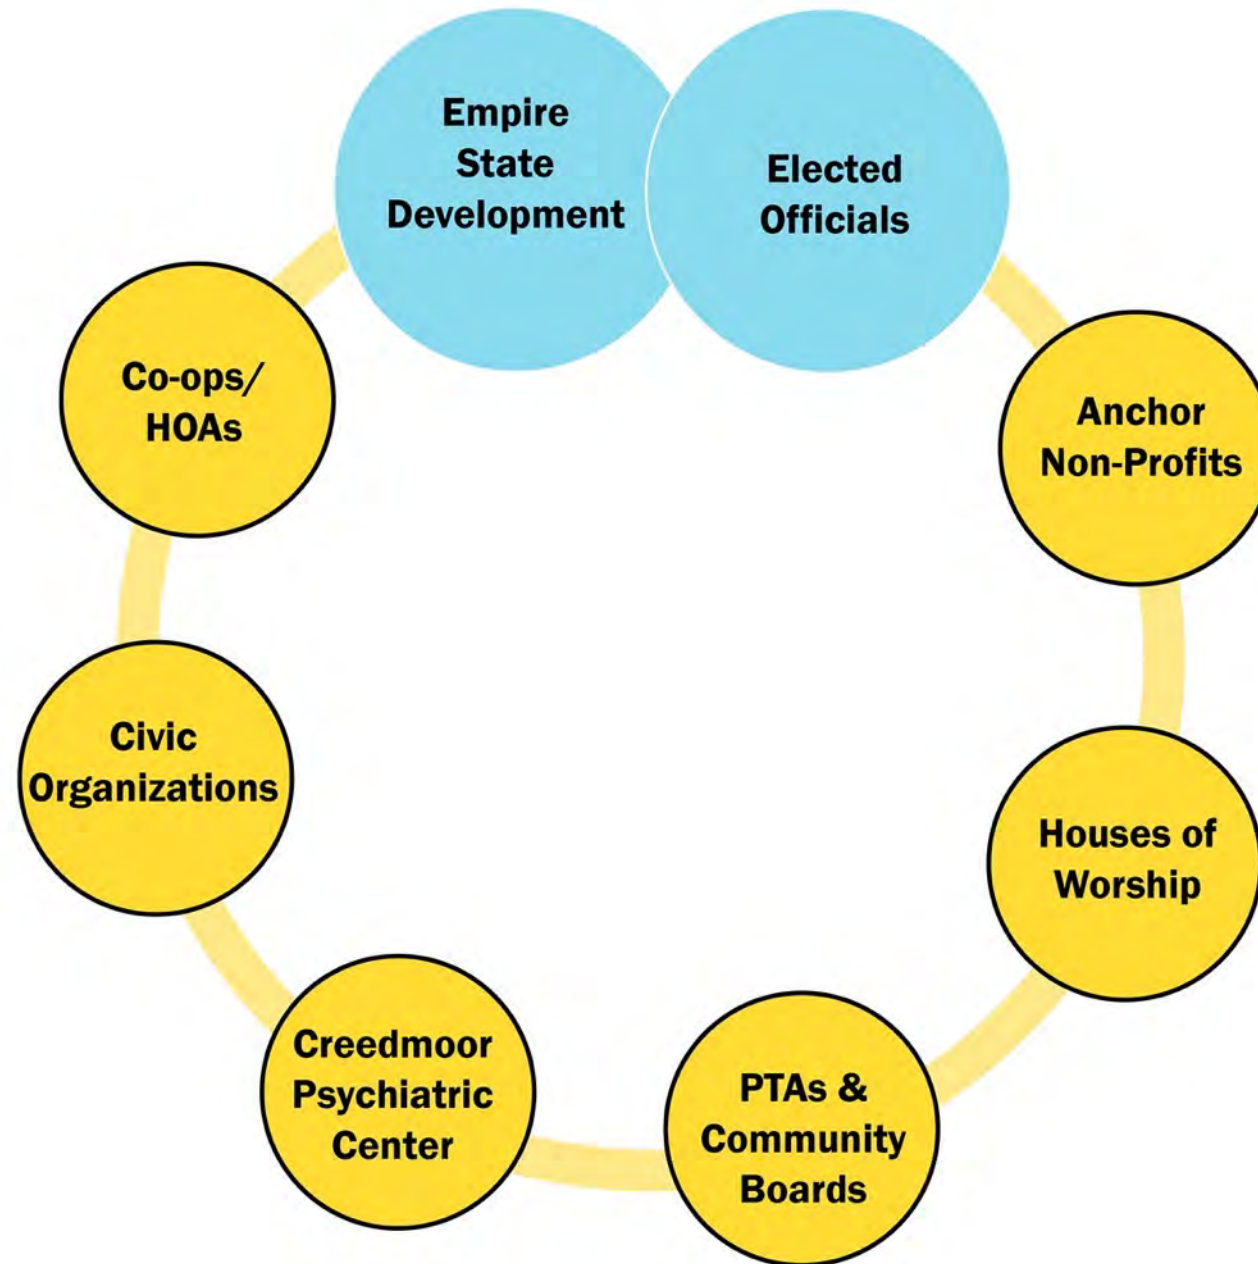 Empire
State
Development
Elected
Officials
Co-ops/
HOAs
Anchor
Non-Profits
Civic
Organizations
Houses of
Worship
Creedmoor
Psychiatric
Center
PTAs &
Community
Boards